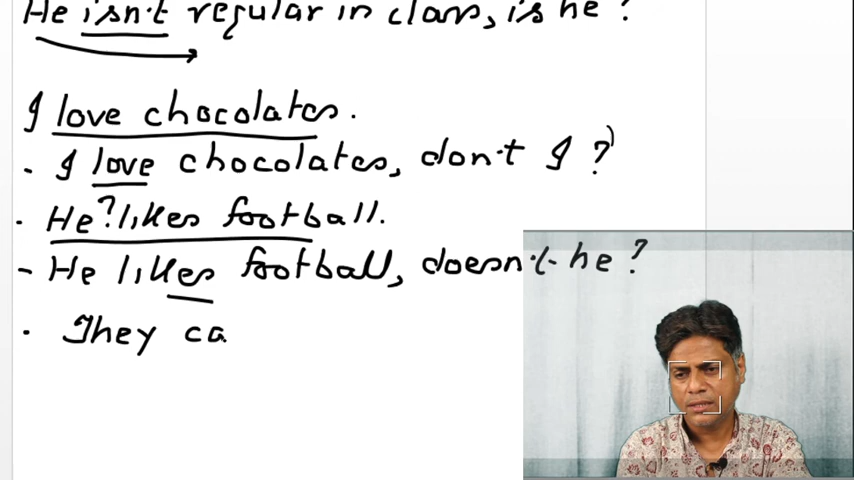 He isn't regular in class, is he?
I love chocolates.
- I love chocolates, don't I?
· He? likes football.
- He likes football, doesn't he?
· They ca